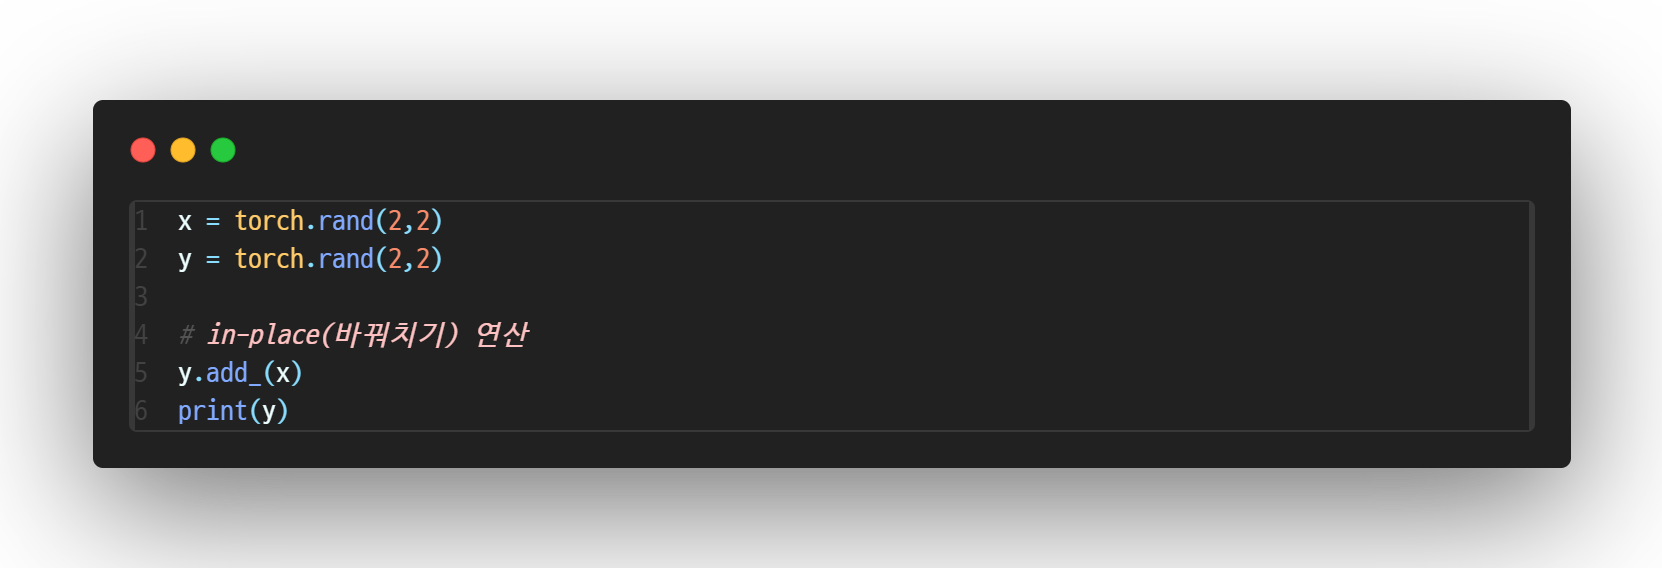 1 x = torch.rand(2,2)
2 y = torch.rand(2,2)
3
4 # in-place(바꿔치기) 연산
5 y.add_(x)
6 print(y)